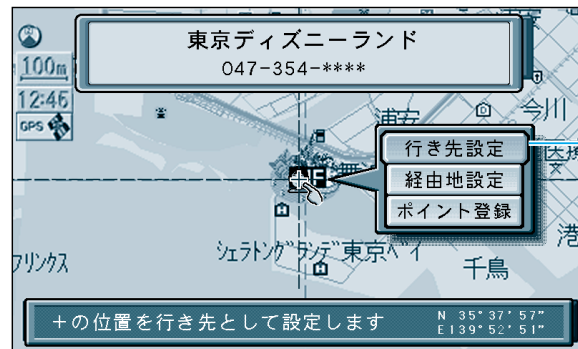 東京ディズニーランド
047-354-****
100m
12:46
GPS
浦安
今川
行き先設定
経由地設定
ポイント登録
シェラトングランデ東京ベイ
千鳥
港
フリンクス
+の位置を行き先として設定します
N 35°37'57"
E139°52'51"